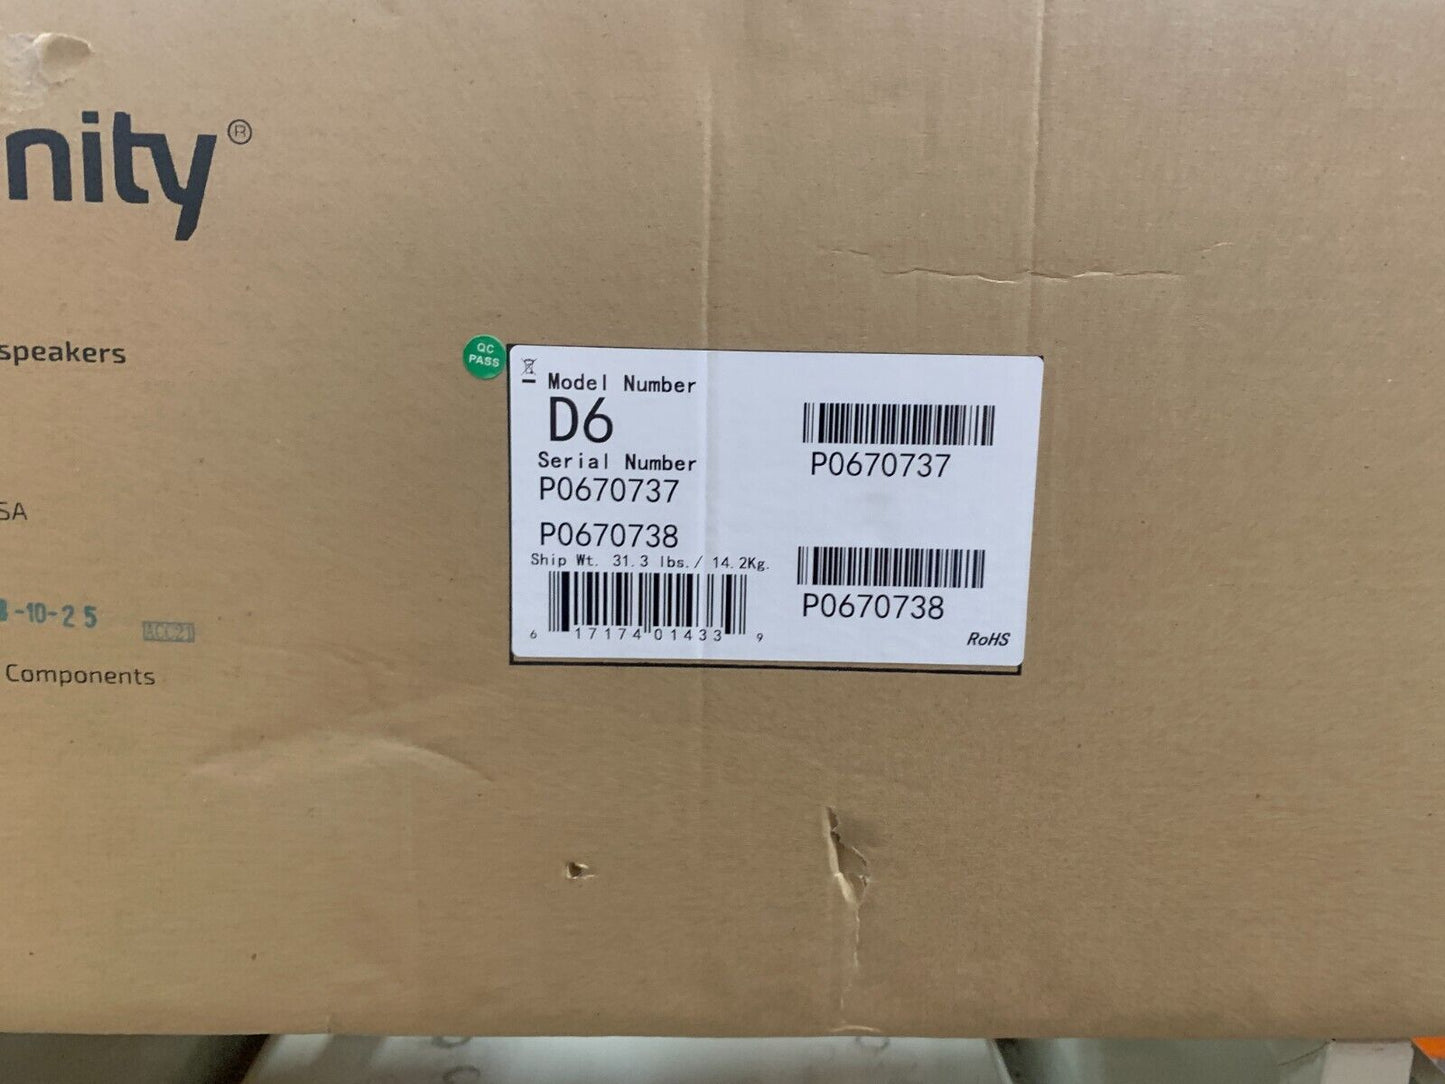 nity®
speakers
SA
-10-25
ACC21
Components
QC
PASS
Model Number
D6
Serial Number
P0670737
P0670738
Ship Wt. 31.3 lbs./ 14.2Kg.
6 17174 01433 9
P0670737
P0670738
RoHS